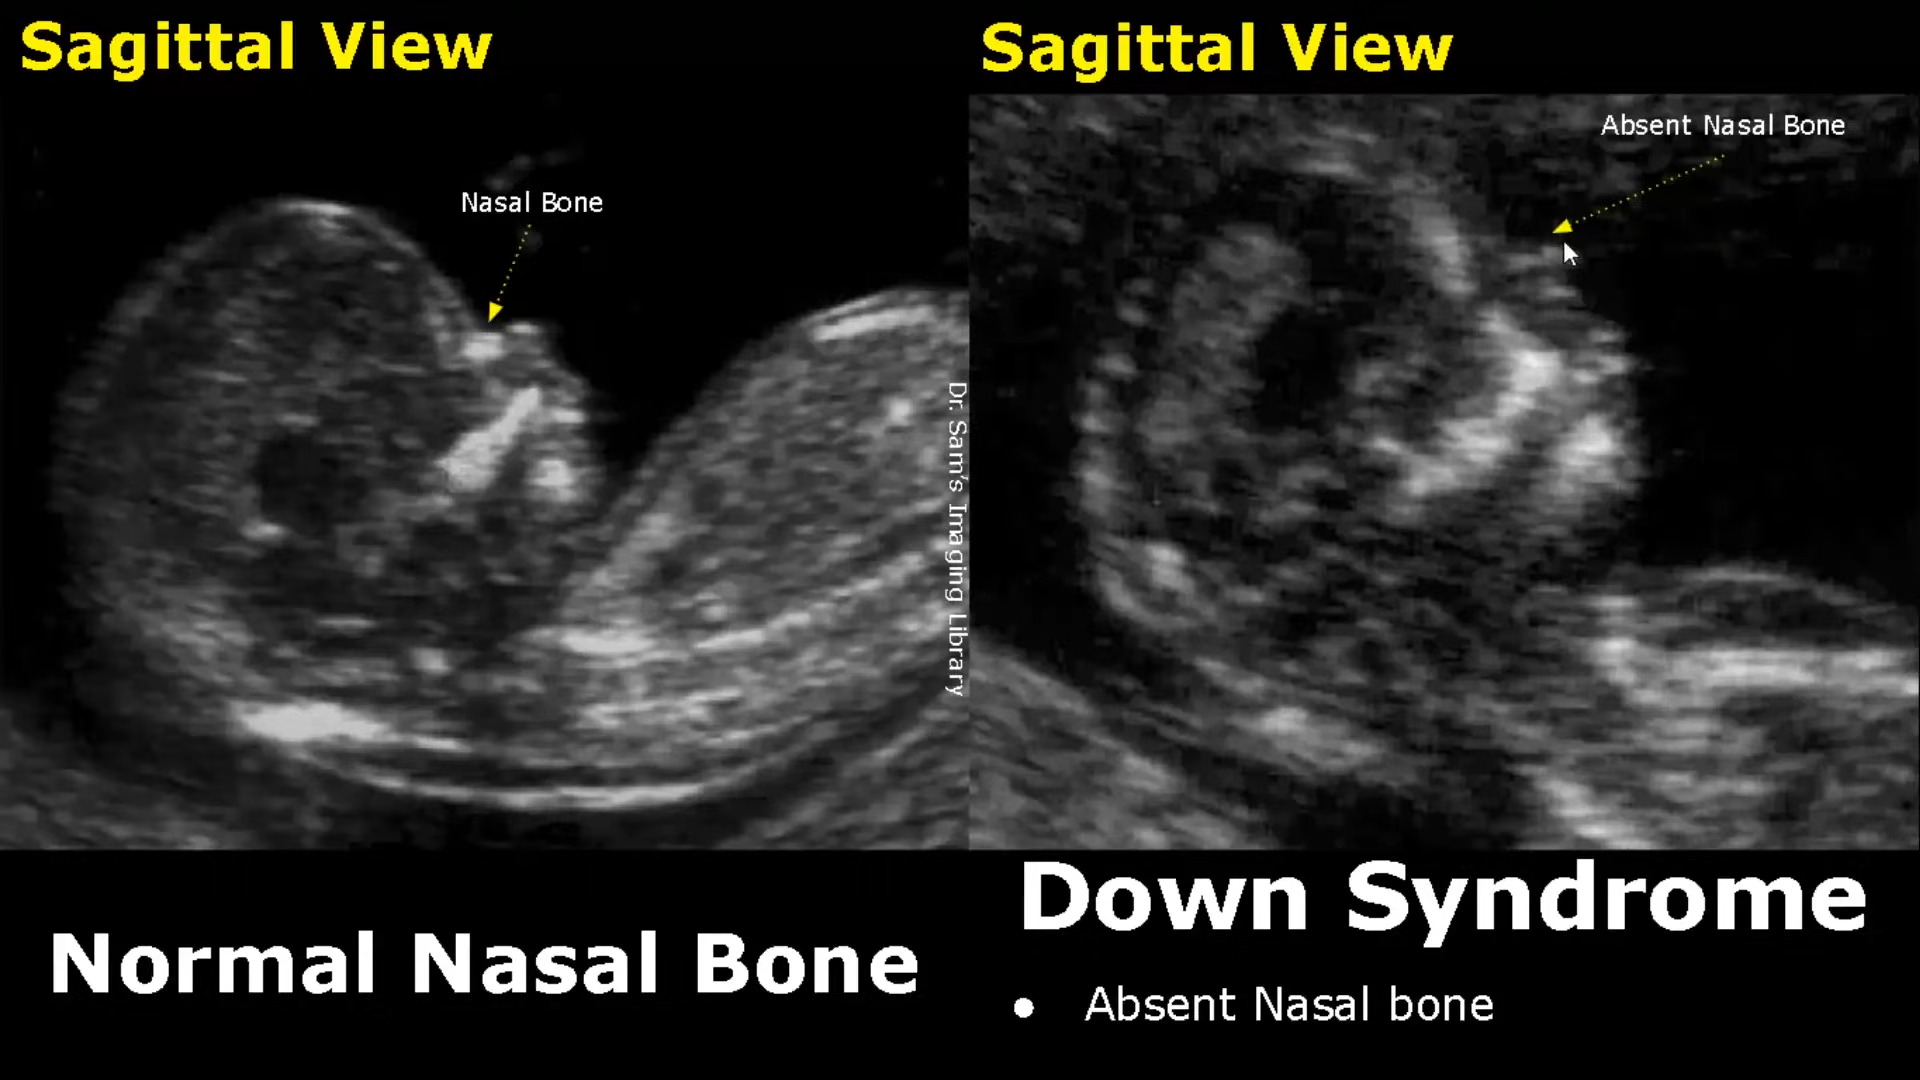 Sagittal View
Nasal Bone
Normal Nasal Bone
Dr. Sam's Imaging Library
Sagittal View
Absent Nasal Bone
Down Syndrome
• Absent Nasal bone